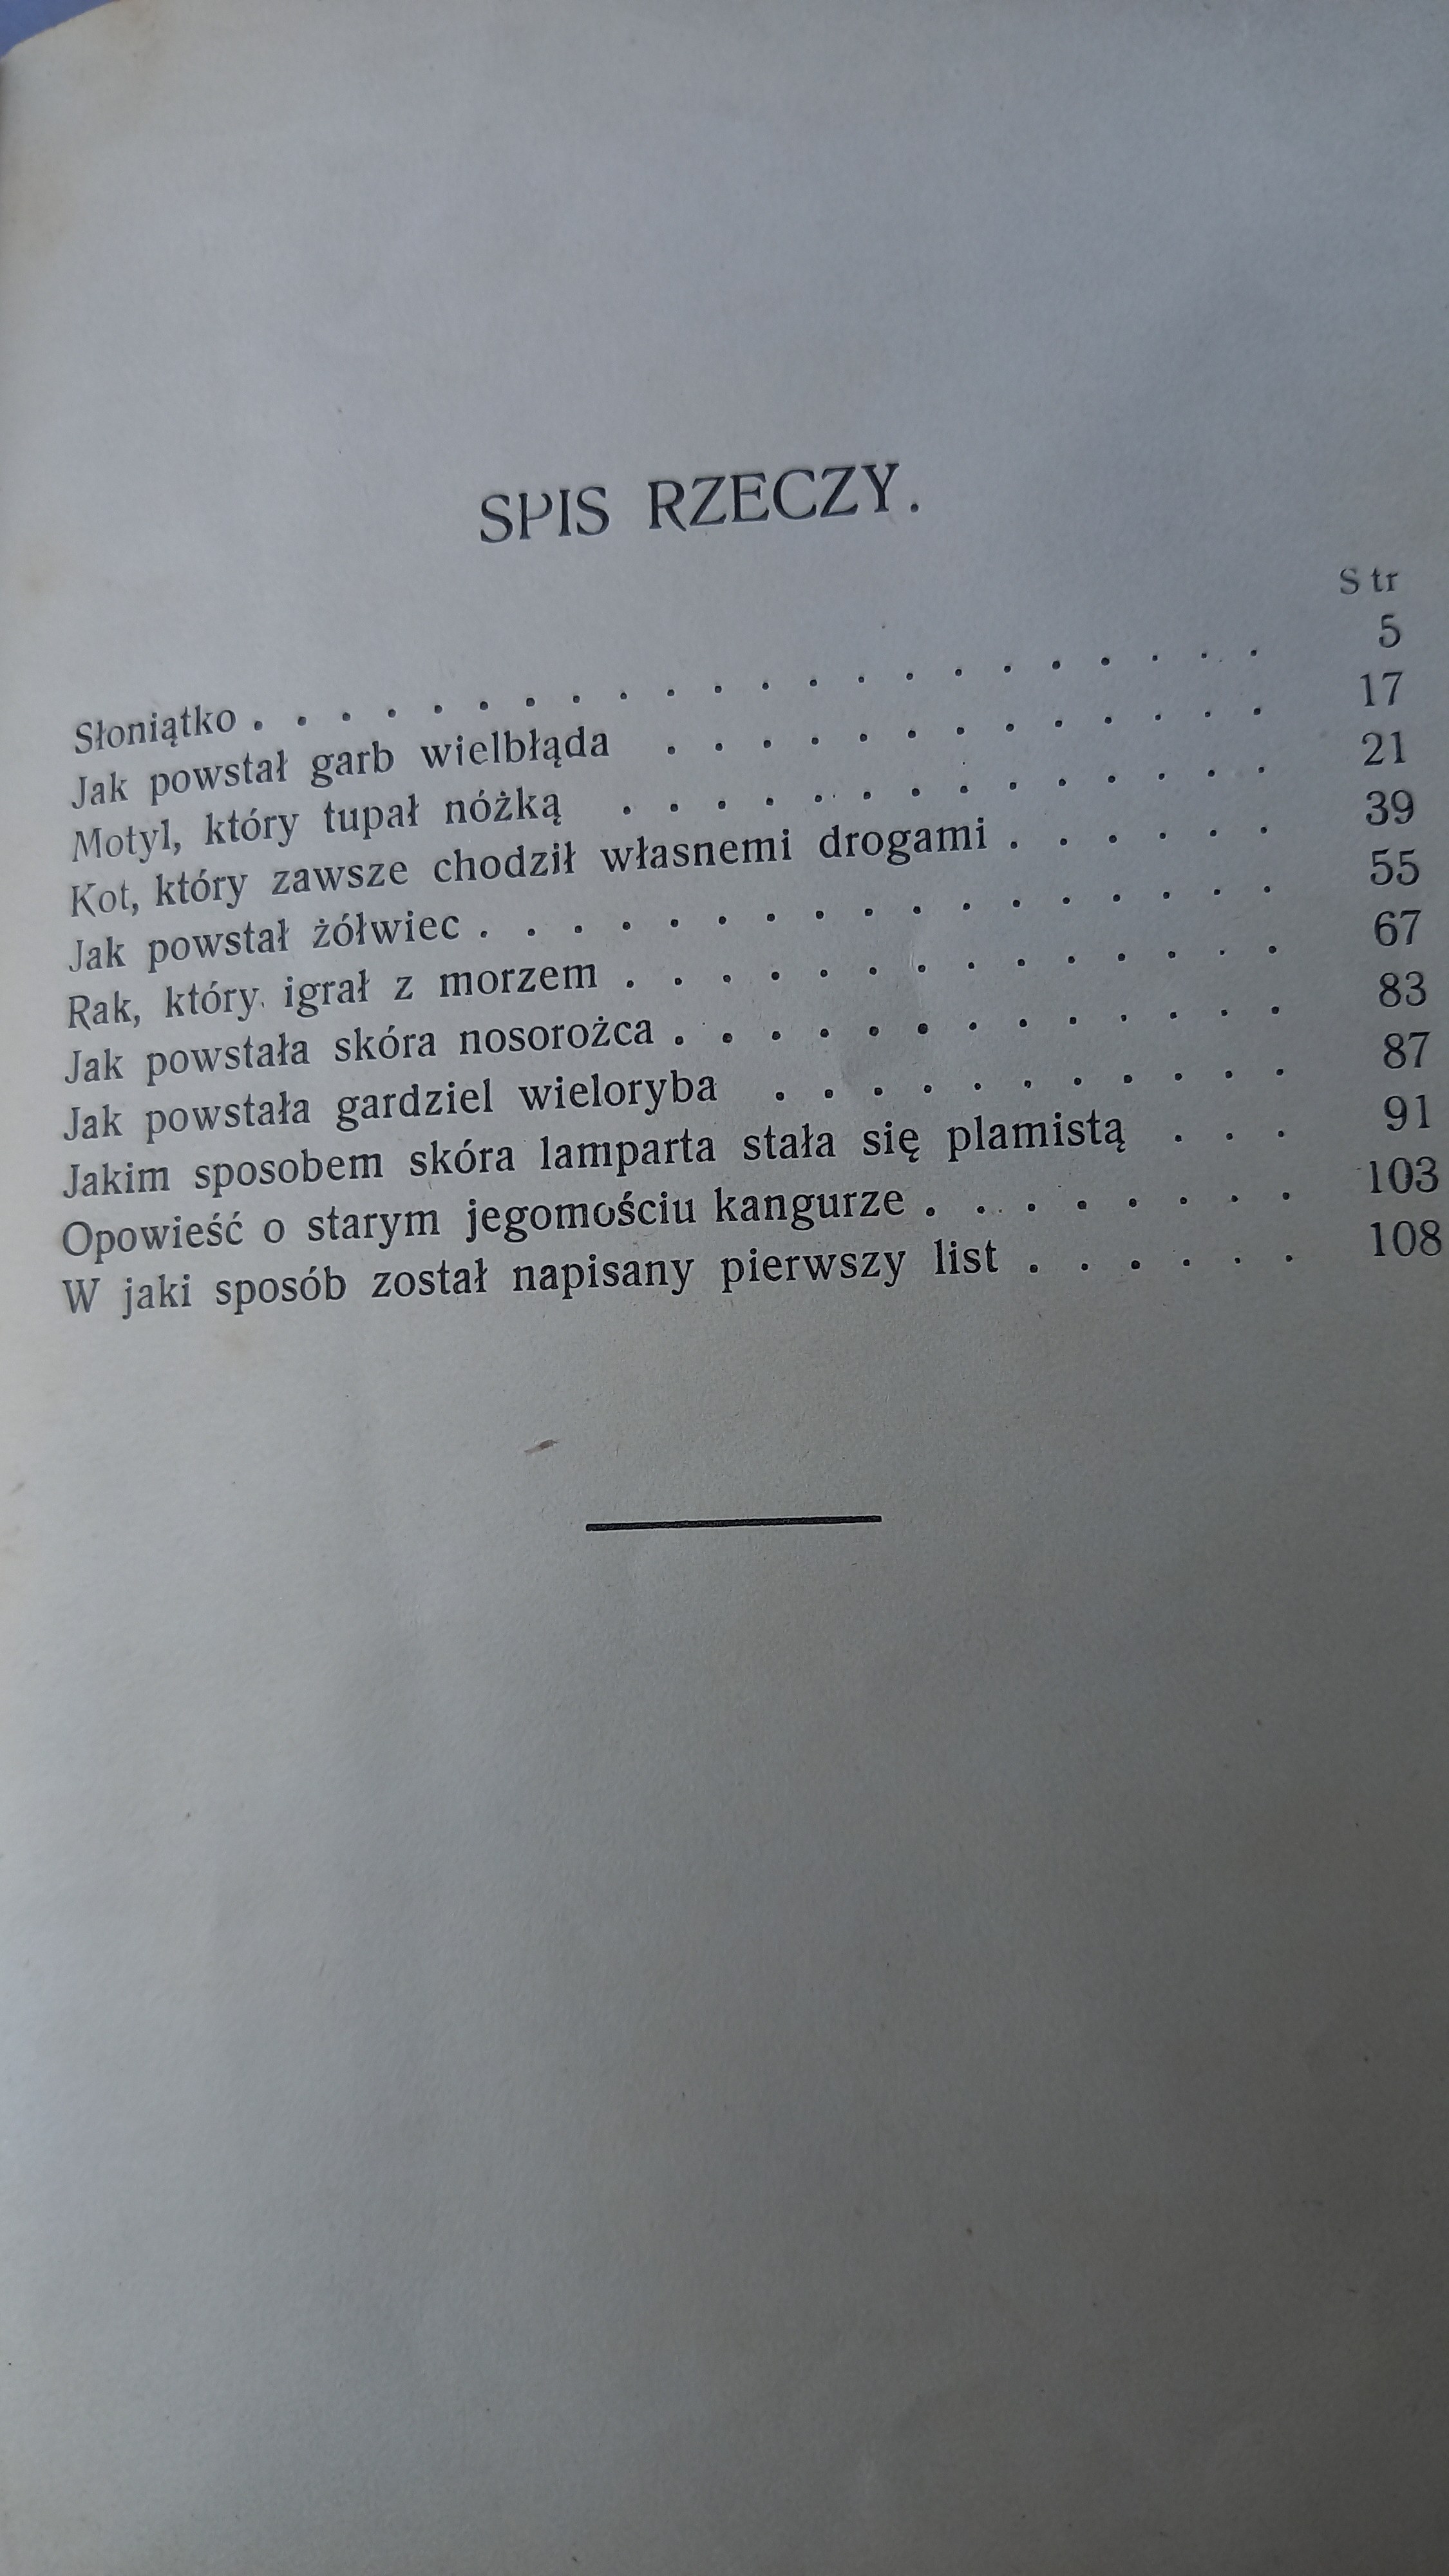 SPIS RZECZY.
Str
Słoniątko . . . . . . . . . . . . . . . . . . . . . . 5
Jak powstał garb wielbłąda . . . . . . . . . . . . . 17
Motyl, który tupał nóżką . . . . . . . . . . . . . . 21
Kot, który zawsze chodził własnemi drogami . . . . . . 39
Jak powstał żółwiec . . . . . . . . . . . . . . . . . 55
Rak, który igrał z morzem . . . . . . . . . . . . . . 67
Jak powstała skóra nosorożca . . . . . . . . . . . . . 83
Jak powstała gardziel wieloryba . . . . . . . . . . . 87
Jakim sposobem skóra lamparta stała się plamistą . . . 91
Opowieść o starym jegomościu kangurze . . . . . . . . 103
W jaki sposób został napisany pierwszy list . . . . . . 108